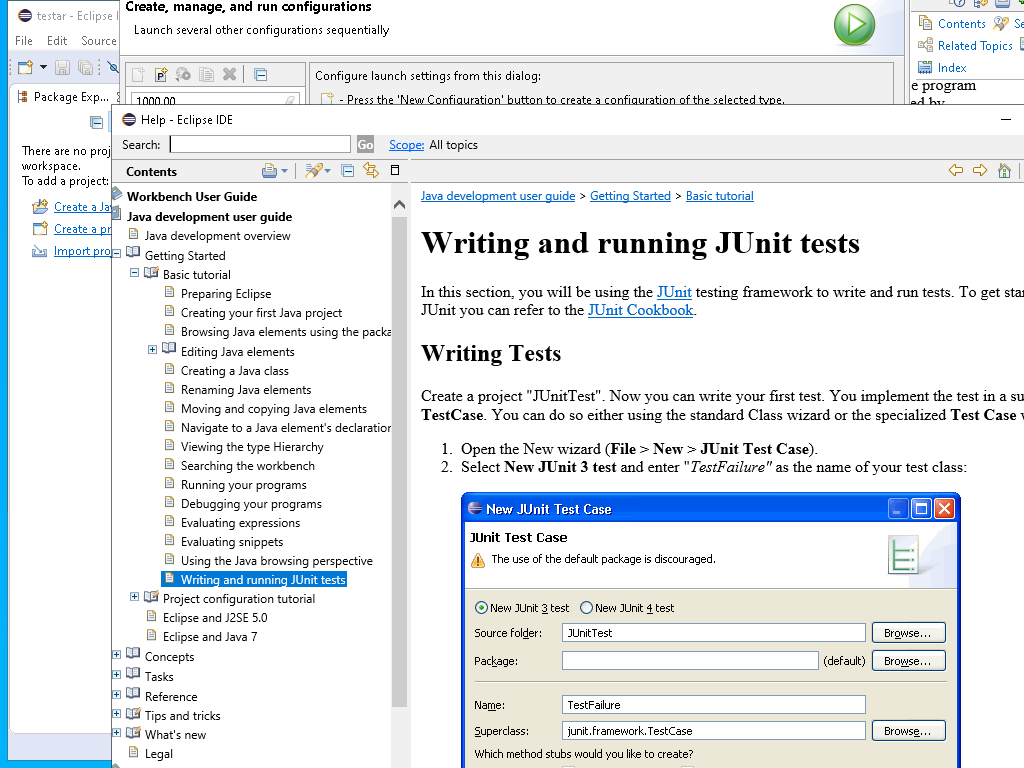 testar - Eclipse I
File Edit Source
Package Exp...
There are no proj
workspace.
To add a project:
Create a Ja
Create a pr
Import pro
Create, manage, and run configurations
Launch several other configurations sequentially
1000.00
Configure launch settings from this dialog:
- Press the 'New Configuration' button to create a configuration of the selected type.
Contents Se
Related Topics
Index
e program
ed by
Help - Eclipse IDE
Search: Go Scope: All topics
Contents
Workbench User Guide
Java development user guide
Java development overview
Getting Started
Basic tutorial
Preparing Eclipse
Creating your first Java project
Browsing Java elements using the packa
Editing Java elements
Creating a Java class
Renaming Java elements
Moving and copying Java elements
Navigate to a Java element's declaration
Viewing the type Hierarchy
Searching the workbench
Running your programs
Debugging your programs
Evaluating expressions
Evaluating snippets
Using the Java browsing perspective
Writing and running JUnit tests
Project configuration tutorial
Eclipse and J2SE 5.0
Eclipse and Java 7
Concepts
Tasks
Reference
Tips and tricks
What's new
Legal
Java development user guide > Getting Started > Basic tutorial
Writing and running JUnit tests
In this section, you will be using the JUnit testing framework to write and run tests. To get star
JUnit you can refer to the JUnit Cookbook.
Writing Tests
Create a project "JUnitTest". Now you can write your first test. You implement the test in a su
TestCase. You can do so either using the standard Class wizard or the specialized Test Case w
1. Open the New wizard (File > New > JUnit Test Case).
2. Select New JUnit 3 test and enter "TestFailure" as the name of your test class:
New JUnit Test Case
JUnit Test Case
The use of the default package is discouraged.
New JUnit 3 test New JUnit 4 test
Source folder: JUnitTest Browse...
Package: (default) Browse...
Name: TestFailure
Superclass: junit.framework.TestCase Browse...
Which method stubs would you like to create?